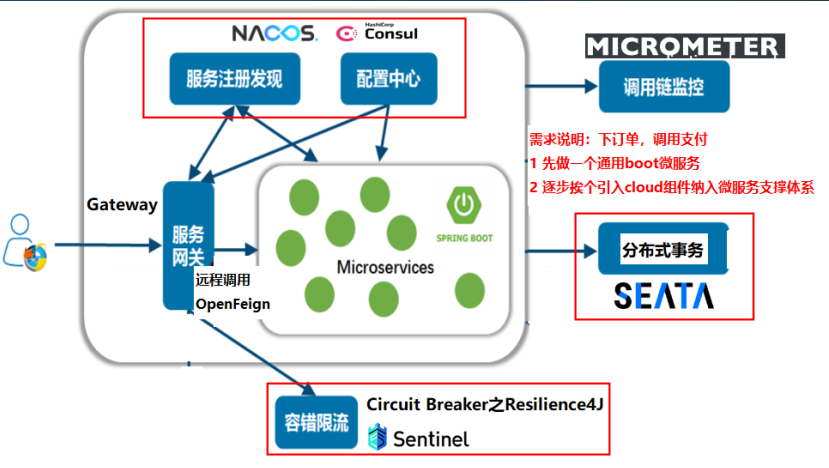 NACOS.
HashiCorp
Consul
MICROMETER
服务注册发现
配置中心
调用链监控
需求说明：下订单，调用支付
1 先做一个通用boot微服务
2 逐步挨个引入cloud组件纳入微服务支撑体系
Gateway
服务
网关
SPRING BOOT
Microservices
远程调用
OpenFeign
分布式事务
SEATA
容错限流
Circuit Breaker之Resilience4J
Sentinel